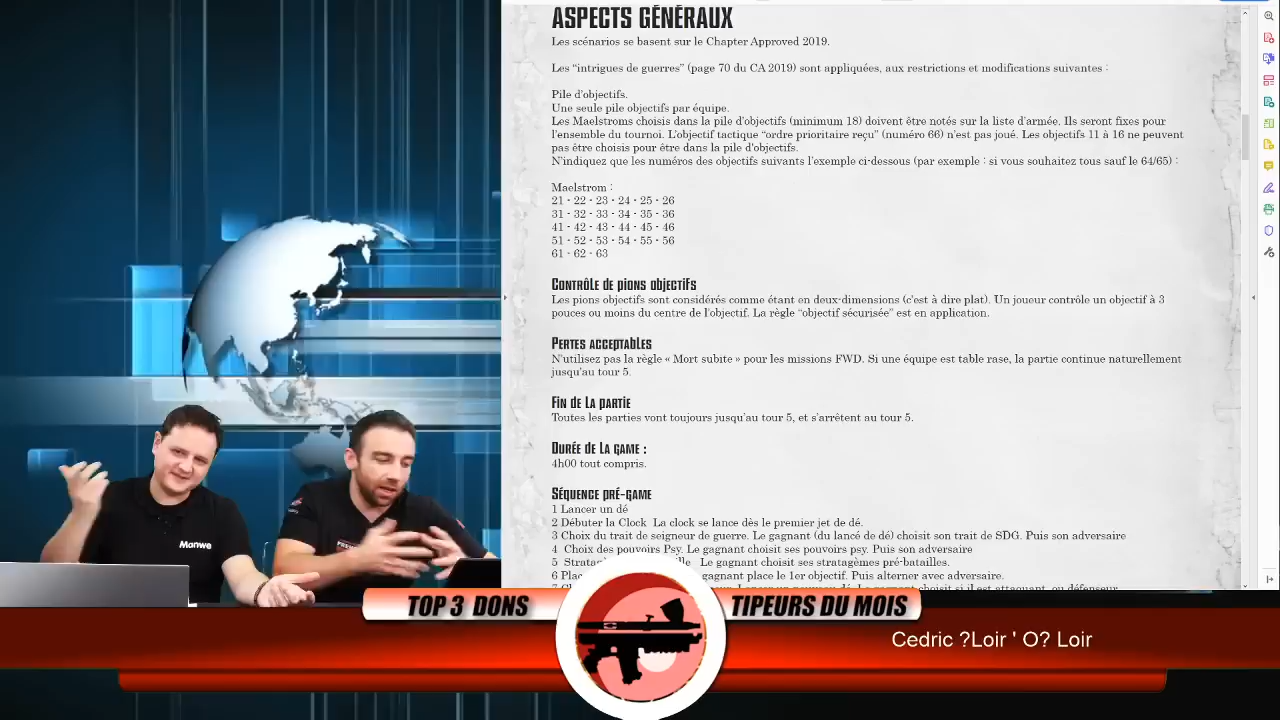 ASPECTS GÉNÉRAUX
Les scénarios se basent sur le Chapter Approved 2019.
Les “intrigues de guerres” (page 70 du CA 2019) sont appliquées, aux restrictions et modifications suivantes :
Pile d’objectifs.
Une seule pile objectifs par équipe.
Les Maelstroms choisis dans la pile d’objectifs (minimum 18) doivent être notés sur la liste d’armée. Ils seront fixes pour
l’ensemble du tournoi. L’objectif tactique “ordre prioritaire reçu” (numéro 66) n’est pas joué. Les objectifs 11 à 16 ne peuvent
pas être choisis pour être dans la pile d’objectifs.
N’indiquez que les numéros des objectifs suivants l’exemple ci-dessous (par exemple : si vous souhaitez tous sauf le 64/65) :
Maelstrom :
21 - 22 - 23 - 24 - 25 - 26
31 - 32 - 33 - 34 - 35 - 36
41 - 42 - 43 - 44 - 45 - 46
51 - 52 - 53 - 54 - 55 - 56
61 - 62 - 63
Contrôle de pions objectifs
Les pions objectifs sont considérés comme étant en deux-dimensions (c’est à dire plat). Un joueur contrôle un objectif à 3
pouces ou moins du centre de l’objectif. La règle “objectif sécurisée” est en application.
Pertes acceptables
N’utilisez pas la règle « Mort subite » pour les missions FWD. Si une équipe est table rase, la partie continue naturellement
jusqu’au tour 5.
Fin de la partie
Toutes les parties vont toujours jusqu’au tour 5, et s’arrêtent au tour 5.
Durée de la game :
4h00 tout compris.
Séquence pré-game
1 Lancer un dé
2 Débuter la Clock La clock se lance dès le premier jet de dé.
3 Choix du trait de seigneur de guerre. Le gagnant (du lancé de dé) choisit son trait de SDG. Puis son adversaire
4 Choix des pouvoirs Psy. Le gagnant choisit ses pouvoirs psy. Puis son adversaire
5 Le gagnant choisit ses stratagèmes pré-batailles.
6 gagnant place le 1er objectif. Puis alterner avec adversaire.
choisit si il est attaquant, ou défenseur
Manwe
TOP 3 DONS
TIPEURS DU MOIS
Cedric ?Loir ' O? Loir